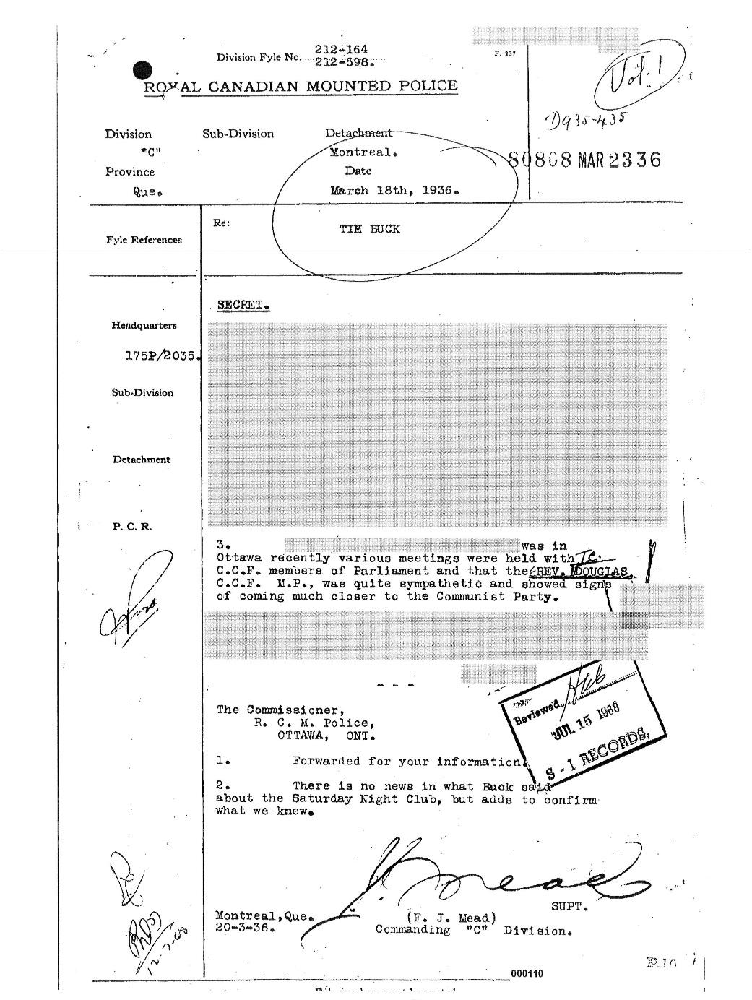 Division Fyle No. 212-164
212-598.
F. 237
Vol. 1
ROYAL CANADIAN MOUNTED POLICE
D935-435
Division Sub-Division Detachment
"C" Montreal.
80808 MAR 23 36
Province Date
Que. March 18th, 1936.
Re:
TIM BUCK
Fyle References
SECRET.
Headquarters
175P/2035.
Sub-Division
Detachment
P. C. R.
3. was in
Ottawa recently various meetings were held with
T.C.
C.C.F. members of Parliament and that the REV. DOUGLAS,
C.C.F. M.P., was quite sympathetic and showed signs
of coming much closer to the Communist Party.
- - -
Reviewed
JUL 15 1966
S - I RECORDS.
The Commissioner,
R. C. M. Police,
OTTAWA, ONT.
1. Forwarded for your information.
2. There is no news in what Buck said
about the Saturday Night Club, but adds to confirm
what we knew.
SUPT.
Montreal, Que. (F. J. Mead)
20-3-36. Commanding "C" Division.
000110